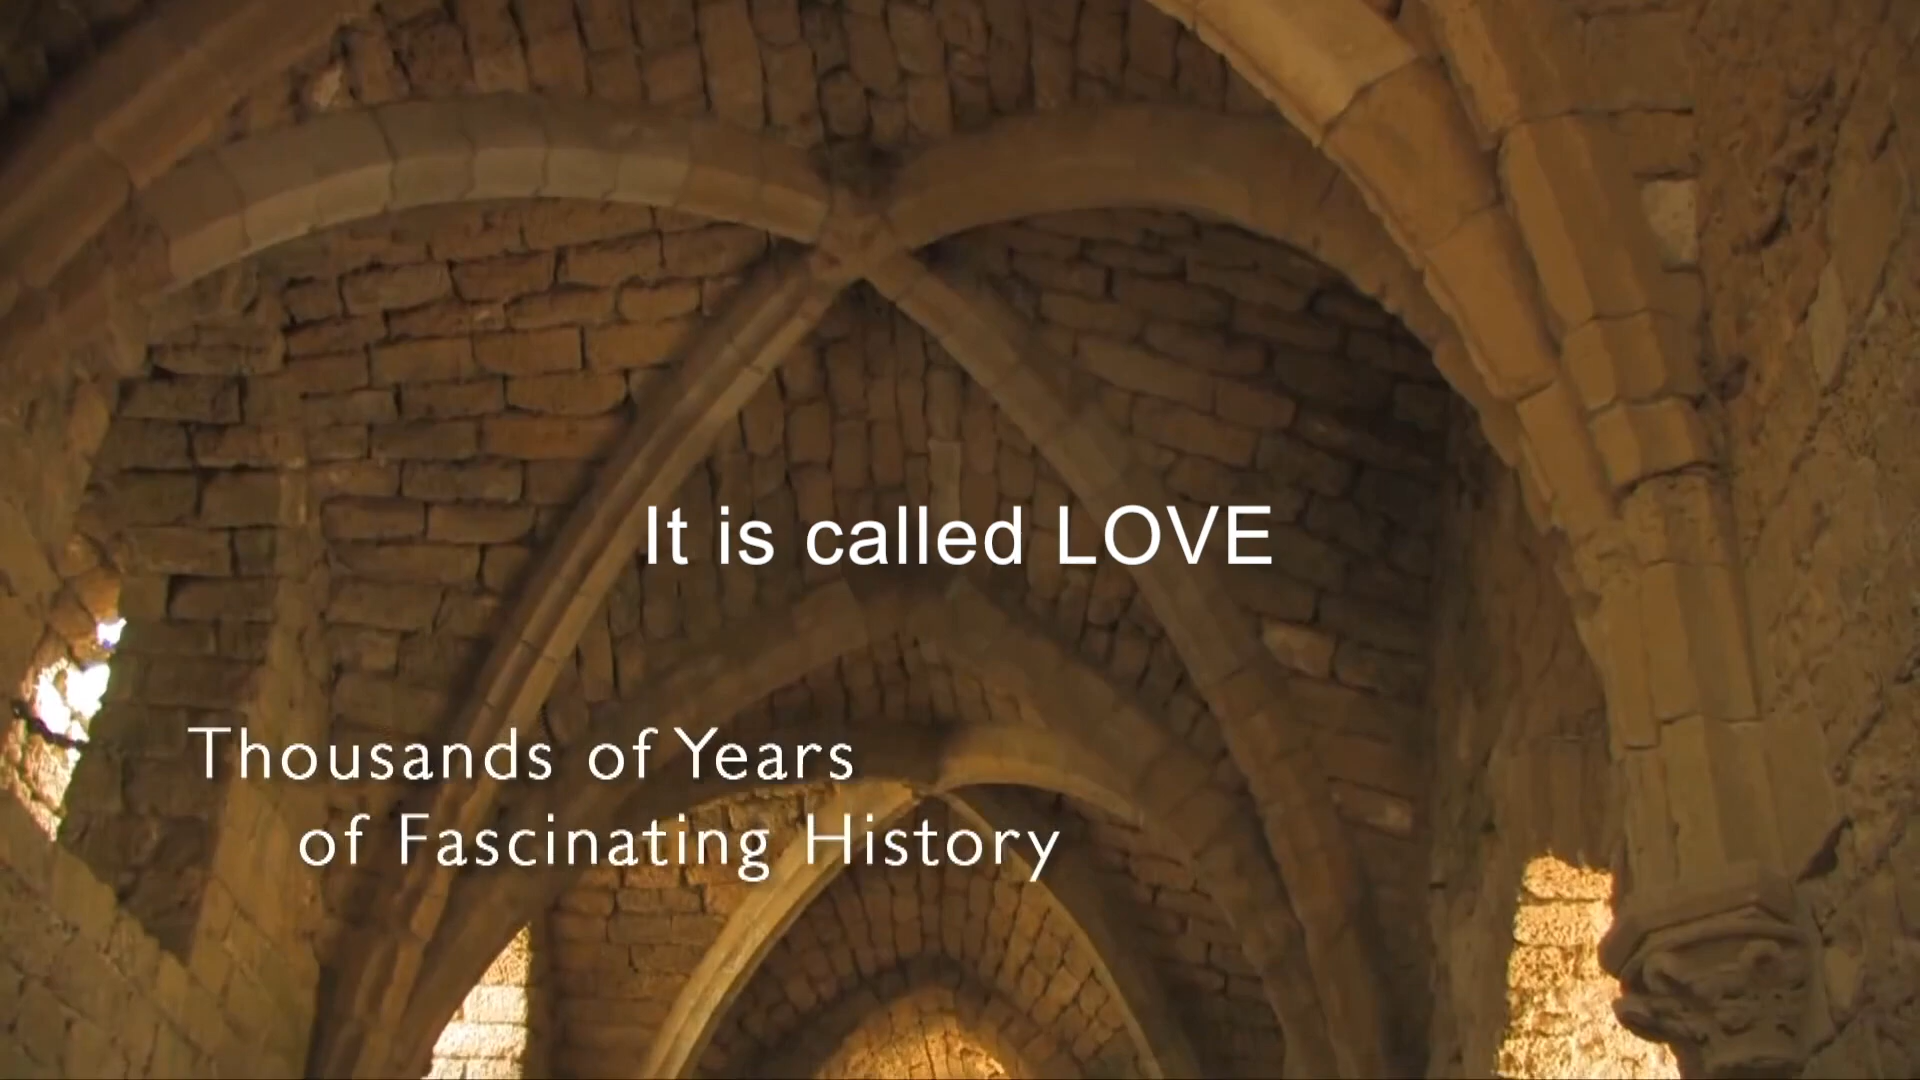 It is called LOVE
Thousands of Years
of Fascinating History